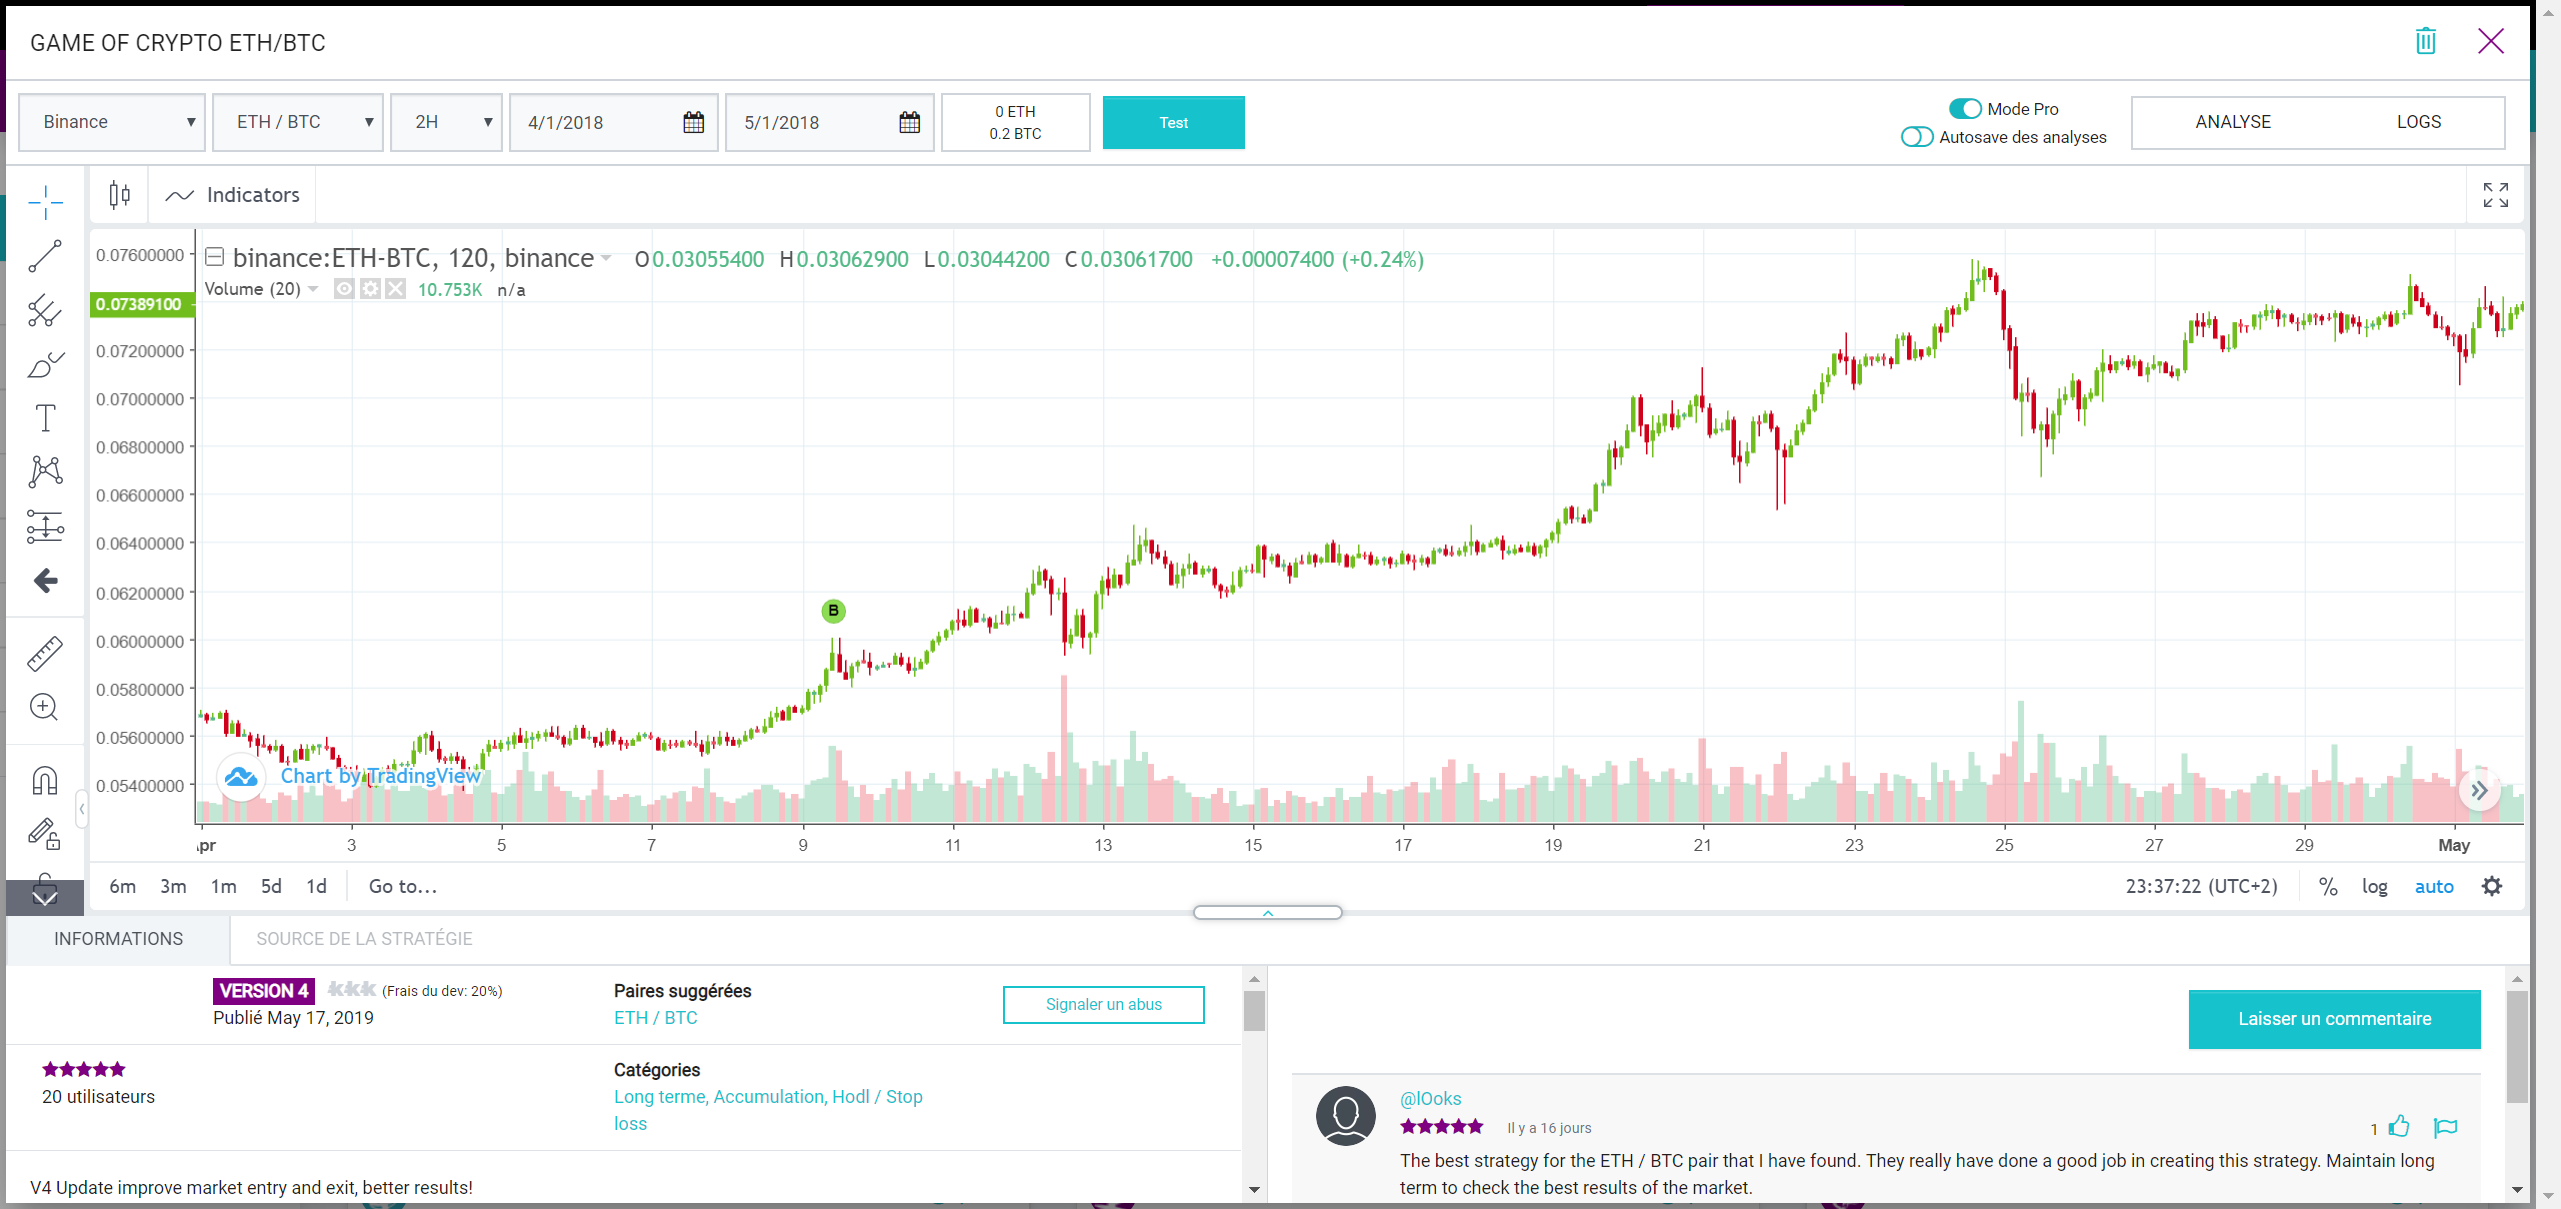 GAME OF CRYPTO ETH/BTC
Binance
ETH / BTC
2H
4/1/2018
5/1/2018
0 ETH
0.2 BTC
Test
Mode Pro
Autosave des analyses
ANALYSE
LOGS
Indicators
binance:ETH-BTC, 120, binance O0.03055400 H0.03062900 L0.03044200 C0.03061700 +0.00007400 (+0.24%)
Volume (20) 10.753K n/a
0.07600000
0.07389100
0.07200000
0.07000000
0.06800000
0.06600000
0.06400000
0.06200000
0.06000000
0.05800000
0.05600000
0.05400000
B
Chart by TradingView
Apr 3 5 7 9 11 13 15 17 19 21 23 25 27 29 May
6m 3m 1m 5d 1d Go to...
23:37:22 (UTC+2) % log auto
INFORMATIONS
SOURCE DE LA STRATÉGIE
VERSION 4 (Frais du dev: 20%)
Publié May 17, 2019
Paires suggérées
ETH / BTC
Signaler un abus
20 utilisateurs
Catégories
Long terme, Accumulation, Hodl / Stop
loss
V4 Update improve market entry and exit, better results!
Laisser un commentaire
@lOoks
Il y a 16 jours
1
The best strategy for the ETH / BTC pair that I have found. They really have done a good job in creating this strategy. Maintain long
term to check the best results of the market.